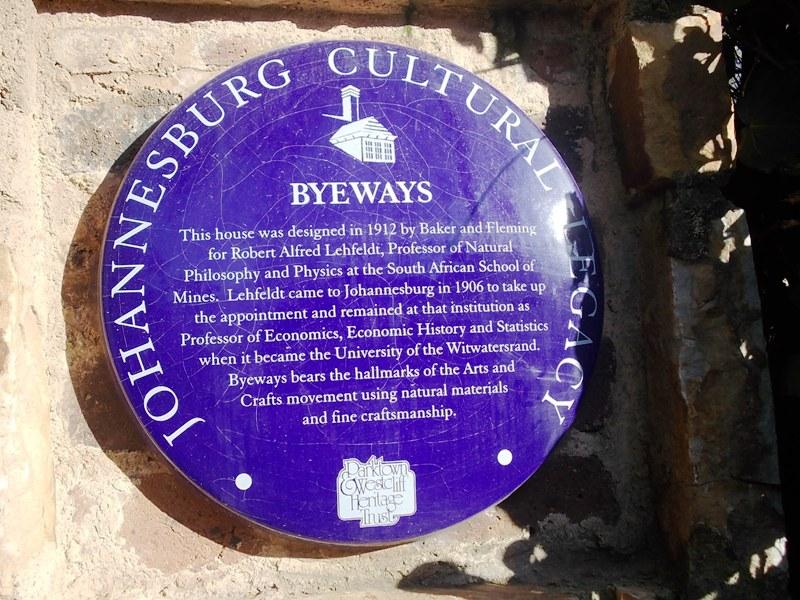 JOHANNESBURG CULTURAL LEGACY
BYEWAYS
This house was designed in 1912 by Baker and Fleming
for Robert Alfred Lehfeldt, Professor of Natural
Philosophy and Physics at the South African School of
Mines. Lehfeldt came to Johannesburg in 1906 to take up
the appointment and remained at that institution as
Professor of Economics, Economic History and Statistics
when it became the University of the Witwatersrand.
Byeways bears the hallmarks of the Arts and
Crafts movement using natural materials
and fine craftsmanship.
The
Parktown
& Westcliff
Heritage
Trust